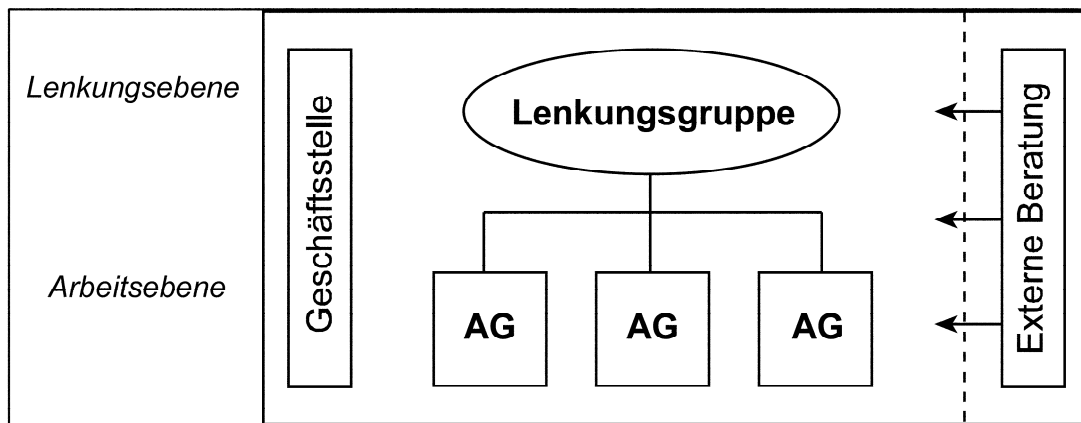 Lenkungsebene
Arbeitsebene
Geschäftsstelle
Lenkungsgruppe
AG
AG
AG
Externe Beratung